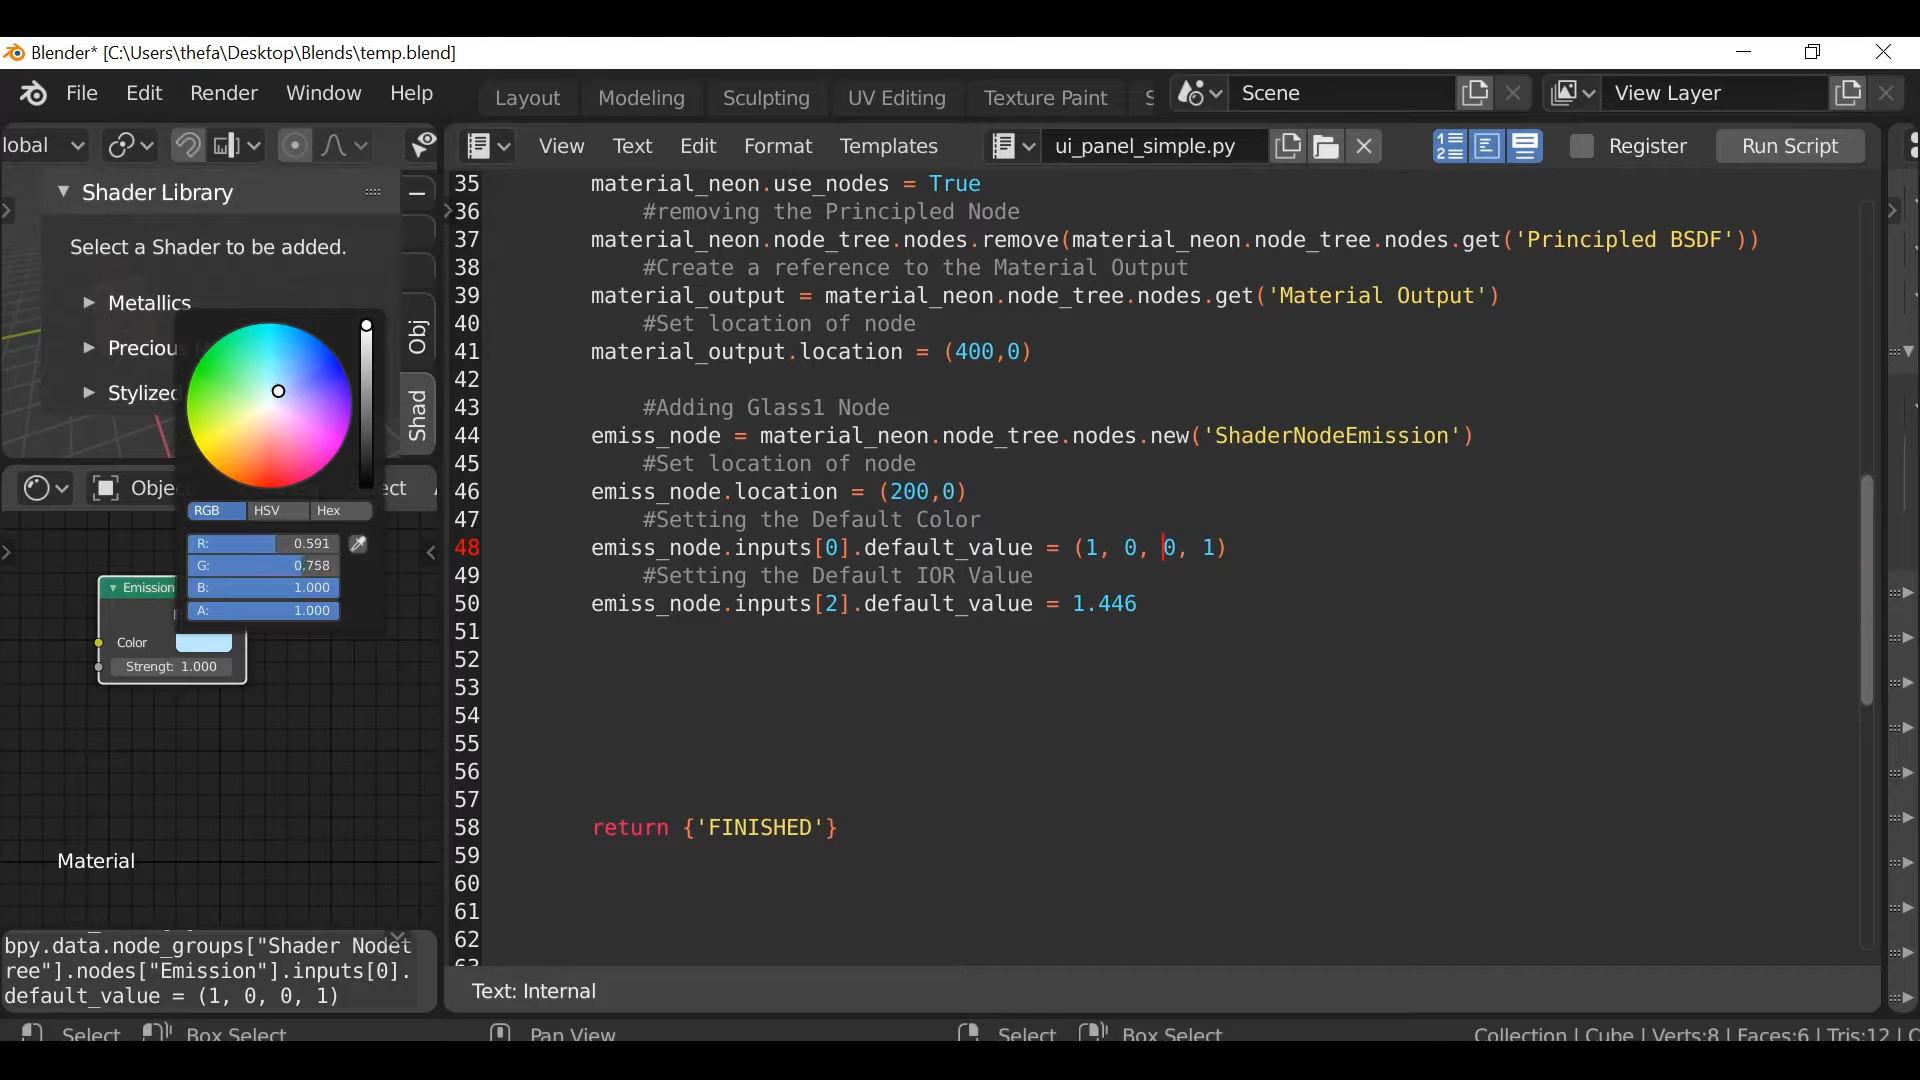 Blender* [C:\Users\thefa\Desktop\Blends\temp.blend]
File Edit Render Window Help Layout Modeling Sculpting UV Editing Texture Paint S Scene View Layer
lobal View Text Edit Format Templates ui_panel_simple.py Register Run Script
Shader Library
Select a Shader to be added.
Metallics
Precious
Stylized
Obj
Shad
Object
ect
RGB HSV Hex
R: 0.591
G: 0.758
B: 1.000
A: 1.000
Emission
Color
Strengt: 1.000
Material
bpy.data.node_groups["Shader Nodet
ree"].nodes["Emission"].inputs[0].
default_value = (1, 0, 0, 1)
35 material_neon.use_nodes = True
36 #removing the Principled Node
37 material_neon.node_tree.nodes.remove(material_neon.node_tree.nodes.get('Principled BSDF'))
38 #Create a reference to the Material Output
39 material_output = material_neon.node_tree.nodes.get('Material Output')
40 #Set location of node
41 material_output.location = (400,0)
42
43 #Adding Glass1 Node
44 emiss_node = material_neon.node_tree.nodes.new('ShaderNodeEmission')
45 #Set location of node
46 emiss_node.location = (200,0)
47 #Setting the Default Color
48 emiss_node.inputs[0].default_value = (1, 0, 0, 1)
49 #Setting the Default IOR Value
50 emiss_node.inputs[2].default_value = 1.446
51
52
53
54
55
56
57
58 return {'FINISHED'}
59
60
61
62
63
Text: Internal
Select Box Select Pan View Select Box Select Collection | Cube | Verts:8 | Faces:6 | Tris:12 |